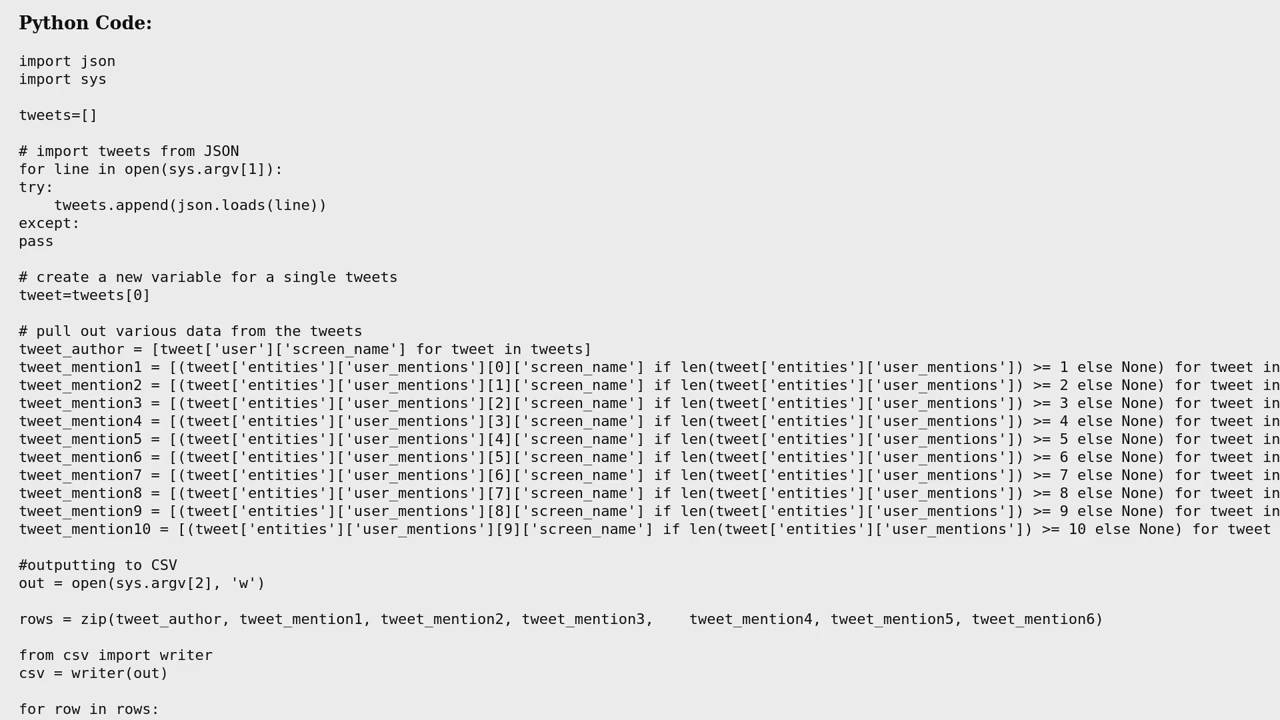 Python Code:
import json
import sys
tweets=[]
# import tweets from JSON
for line in open(sys.argv[1]):
try:
    tweets.append(json.loads(line))
except:
pass
# create a new variable for a single tweets
tweet=tweets[0]
# pull out various data from the tweets
tweet_author = [tweet['user']['screen_name'] for tweet in tweets]
tweet_mention1 = [(tweet['entities']['user_mentions'][0]['screen_name'] if len(tweet['entities']['user_mentions']) >= 1 else None) for tweet in
tweet_mention2 = [(tweet['entities']['user_mentions'][1]['screen_name'] if len(tweet['entities']['user_mentions']) >= 2 else None) for tweet in
tweet_mention3 = [(tweet['entities']['user_mentions'][2]['screen_name'] if len(tweet['entities']['user_mentions']) >= 3 else None) for tweet in
tweet_mention4 = [(tweet['entities']['user_mentions'][3]['screen_name'] if len(tweet['entities']['user_mentions']) >= 4 else None) for tweet in
tweet_mention5 = [(tweet['entities']['user_mentions'][4]['screen_name'] if len(tweet['entities']['user_mentions']) >= 5 else None) for tweet in
tweet_mention6 = [(tweet['entities']['user_mentions'][5]['screen_name'] if len(tweet['entities']['user_mentions']) >= 6 else None) for tweet in
tweet_mention7 = [(tweet['entities']['user_mentions'][6]['screen_name'] if len(tweet['entities']['user_mentions']) >= 7 else None) for tweet in
tweet_mention8 = [(tweet['entities']['user_mentions'][7]['screen_name'] if len(tweet['entities']['user_mentions']) >= 8 else None) for tweet in
tweet_mention9 = [(tweet['entities']['user_mentions'][8]['screen_name'] if len(tweet['entities']['user_mentions']) >= 9 else None) for tweet in
tweet_mention10 = [(tweet['entities']['user_mentions'][9]['screen_name'] if len(tweet['entities']['user_mentions']) >= 10 else None) for tweet
#outputting to CSV
out = open(sys.argv[2], 'w')
rows = zip(tweet_author, tweet_mention1, tweet_mention2, tweet_mention3,    tweet_mention4, tweet_mention5, tweet_mention6)
from csv import writer
csv = writer(out)
for row in rows: